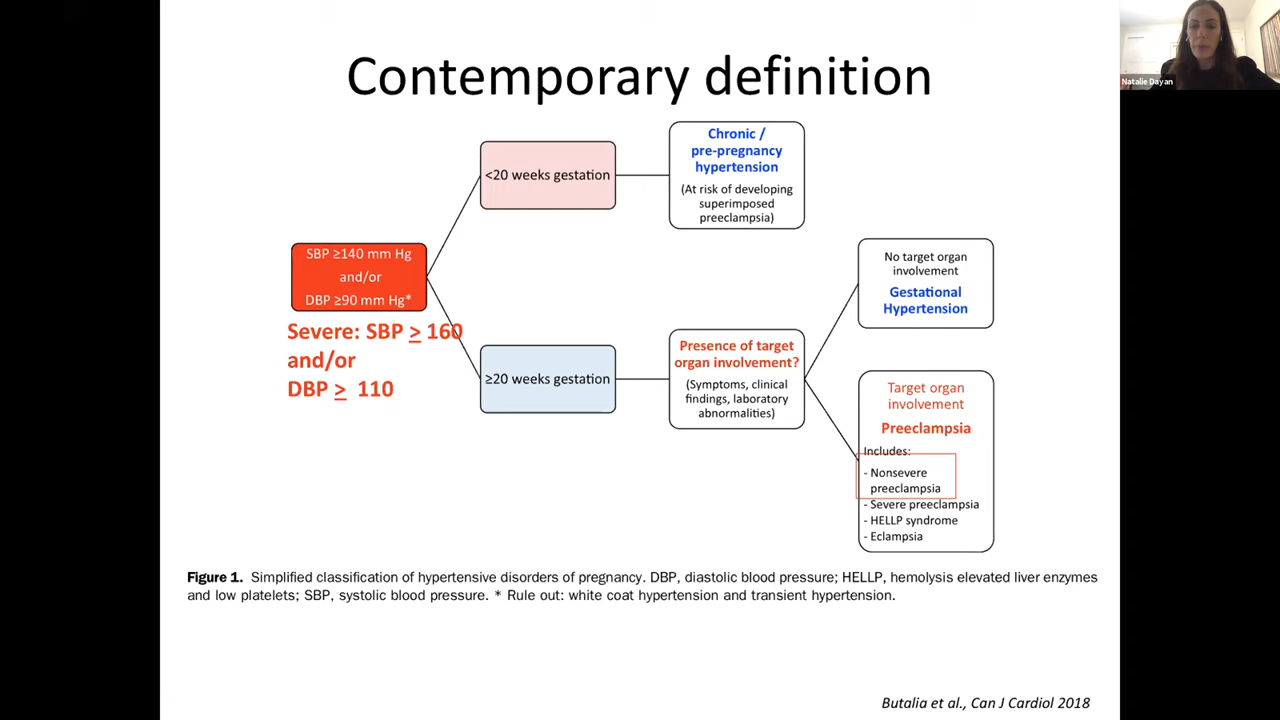 Contemporary definition
Natalie Dayan
<20 weeks gestation
Chronic /
pre-pregnancy
hypertension
(At risk of developing
superimposed
preeclampsia)
SBP ≥140 mm Hg
and/or
DBP ≥90 mm Hg*
Severe: SBP ≥ 160
and/or
DBP ≥ 110
≥20 weeks gestation
Presence of target
organ involvement?
(Symptoms, clinical
findings, laboratory
abnormalities)
No target organ
involvement
Gestational
Hypertension
Target organ
involvement
Preeclampsia
Includes:
- Nonsevere
preeclampsia
- Severe preeclampsia
- HELLP syndrome
- Eclampsia
Figure 1. Simplified classification of hypertensive disorders of pregnancy. DBP, diastolic blood pressure; HELLP, hemolysis elevated liver enzymes
and low platelets; SBP, systolic blood pressure. * Rule out: white coat hypertension and transient hypertension.
Butalia et al., Can J Cardiol 2018